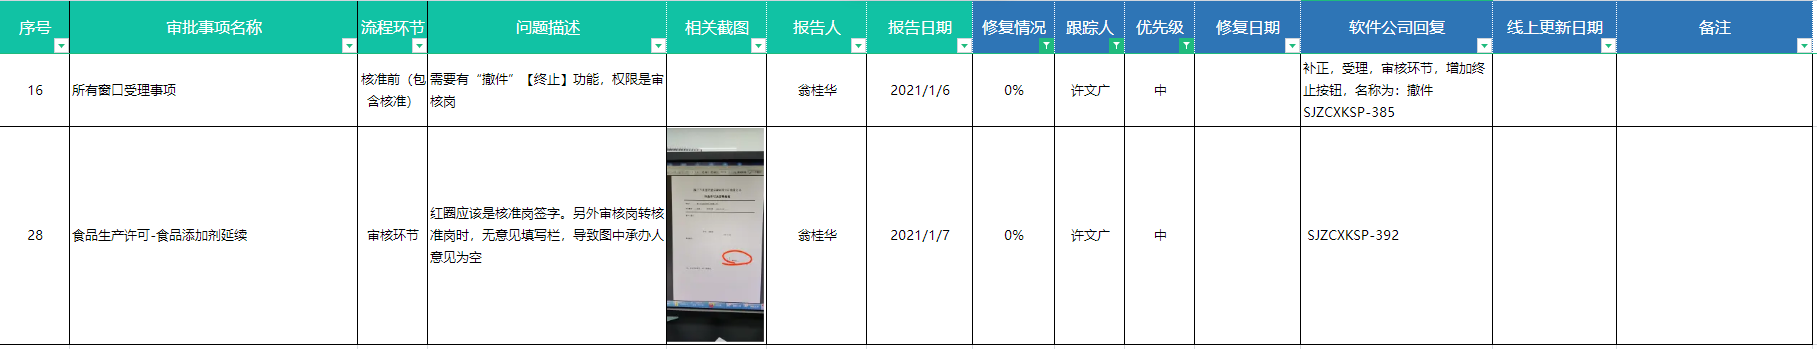 序号 审批事项名称 流程环节 问题描述 相关截图 报告人 报告日期 修复情况 跟踪人 优先级 修复日期 软件公司回复 线上更新日期 备注
16 所有窗口受理事项
核准前（包
含核准）
需要有“撤件”【终止】功能，权限是审
核岗
翁桂华 2021/1/6 0% 许文广 中
补正，受理，审核环节，增加终
止按钮，名称为：撤件
SJZCXKSP-385
28 食品生产许可-食品添加剂延续 审核环节
红圈应该是核准岗签字。另外审核岗转核
准岗时，无意见填写栏，导致图中承办人
意见为空
翁桂华 2021/1/7 0% 许文广 中 SJZCXKSP-392